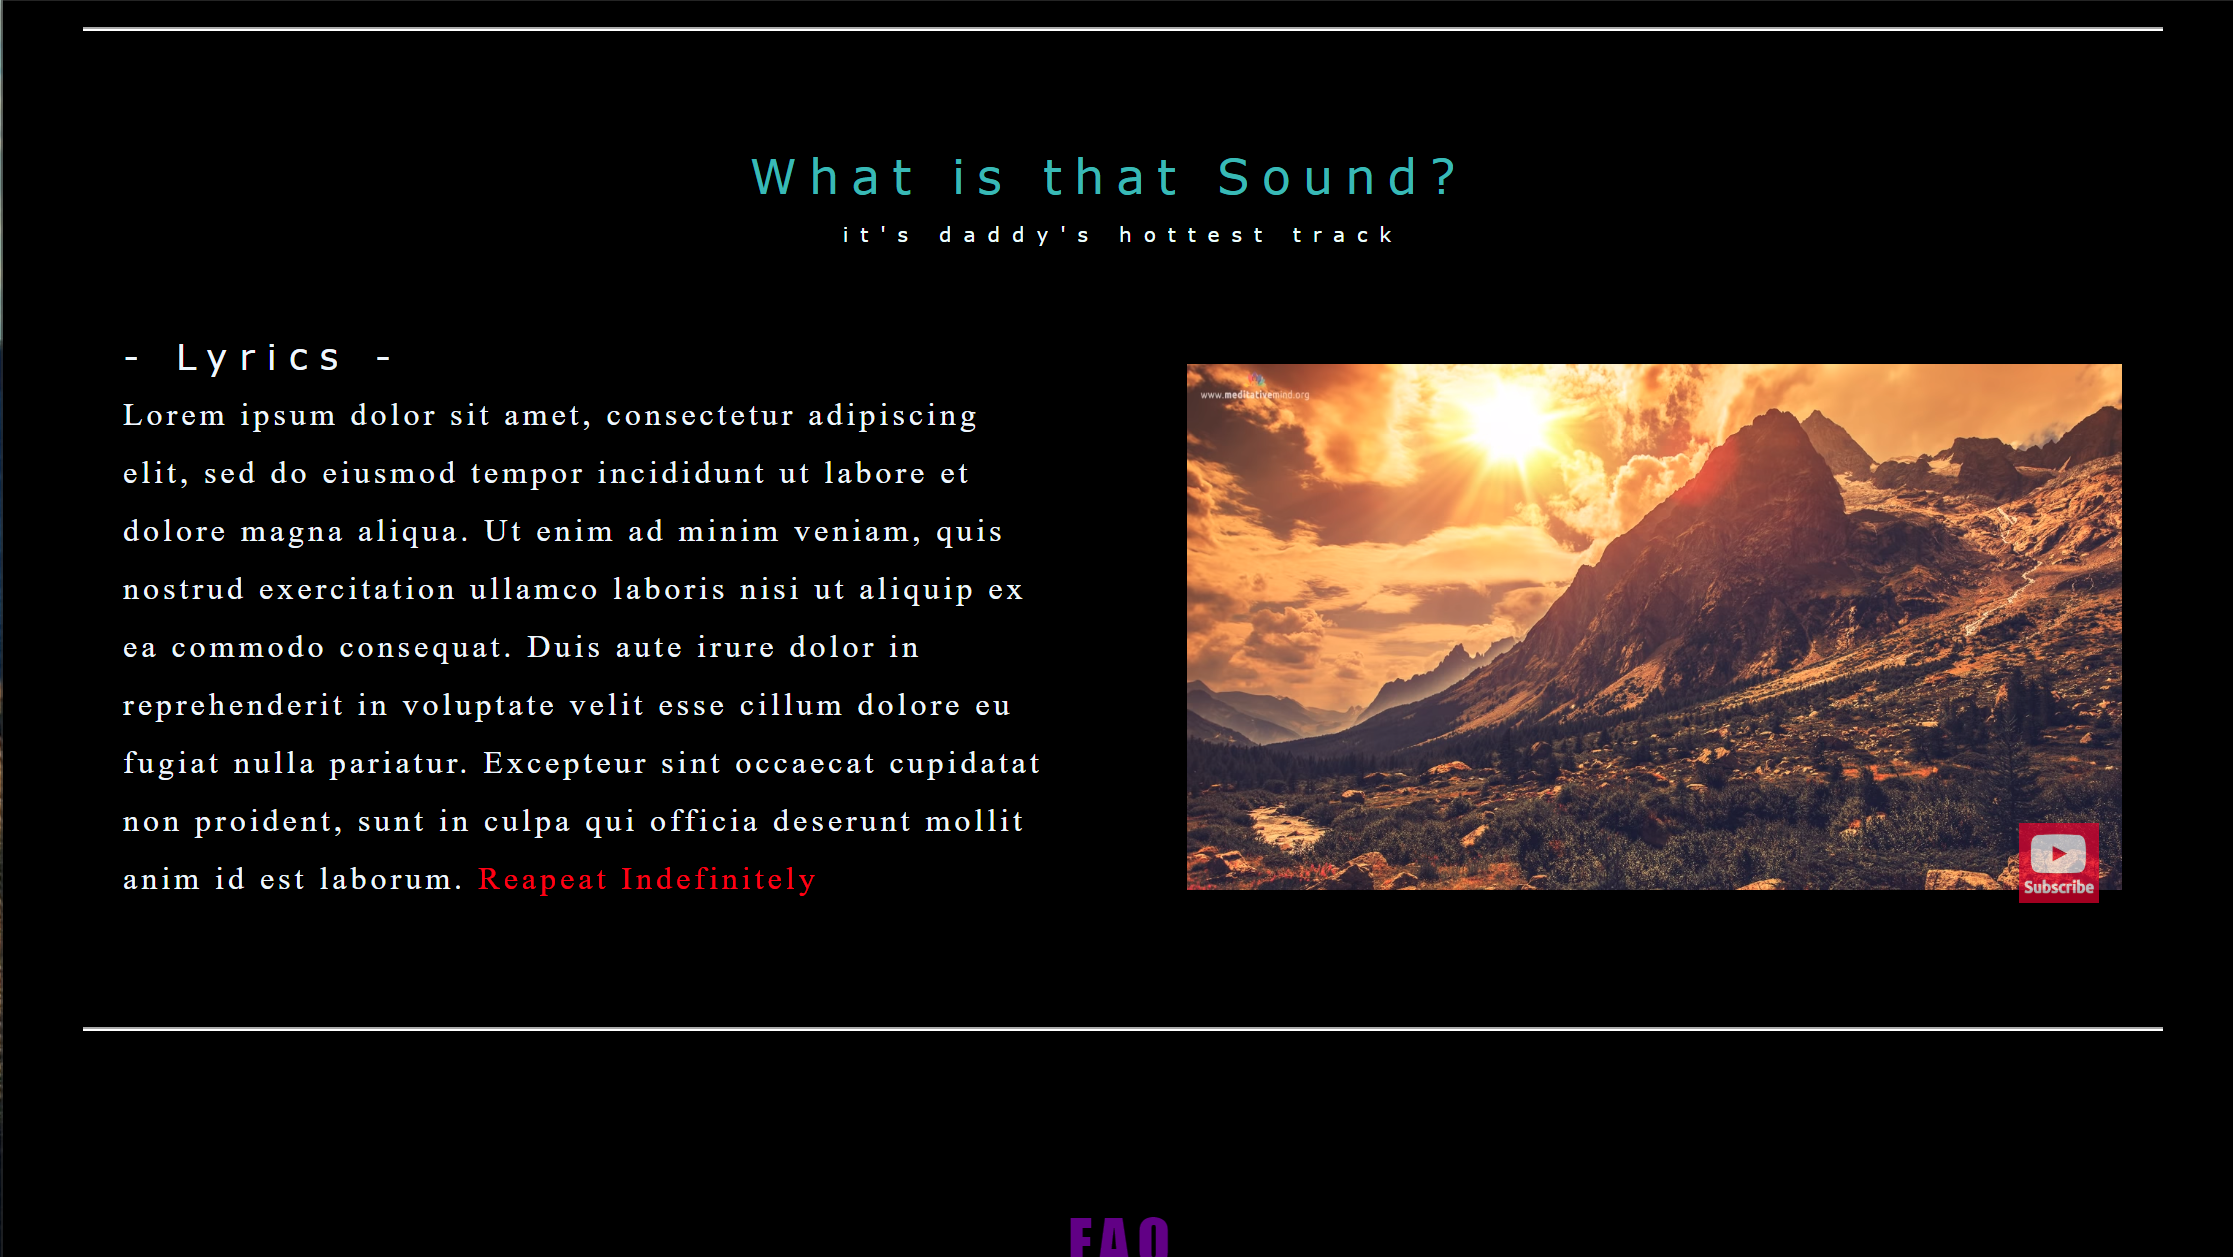 What is that Sound?
it's daddy's hottest track
- Lyrics -
Lorem ipsum dolor sit amet, consectetur adipiscing
elit, sed do eiusmod tempor incididunt ut labore et
dolore magna aliqua. Ut enim ad minim veniam, quis
nostrud exercitation ullamco laboris nisi ut aliquip ex
ea commodo consequat. Duis aute irure dolor in
reprehenderit in voluptate velit esse cillum dolore eu
fugiat nulla pariatur. Excepteur sint occaecat cupidatat
non proident, sunt in culpa qui officia deserunt mollit
anim id est laborum. Reapeat Indefinitely
www.meditativemind.org
Subscribe
FAQ